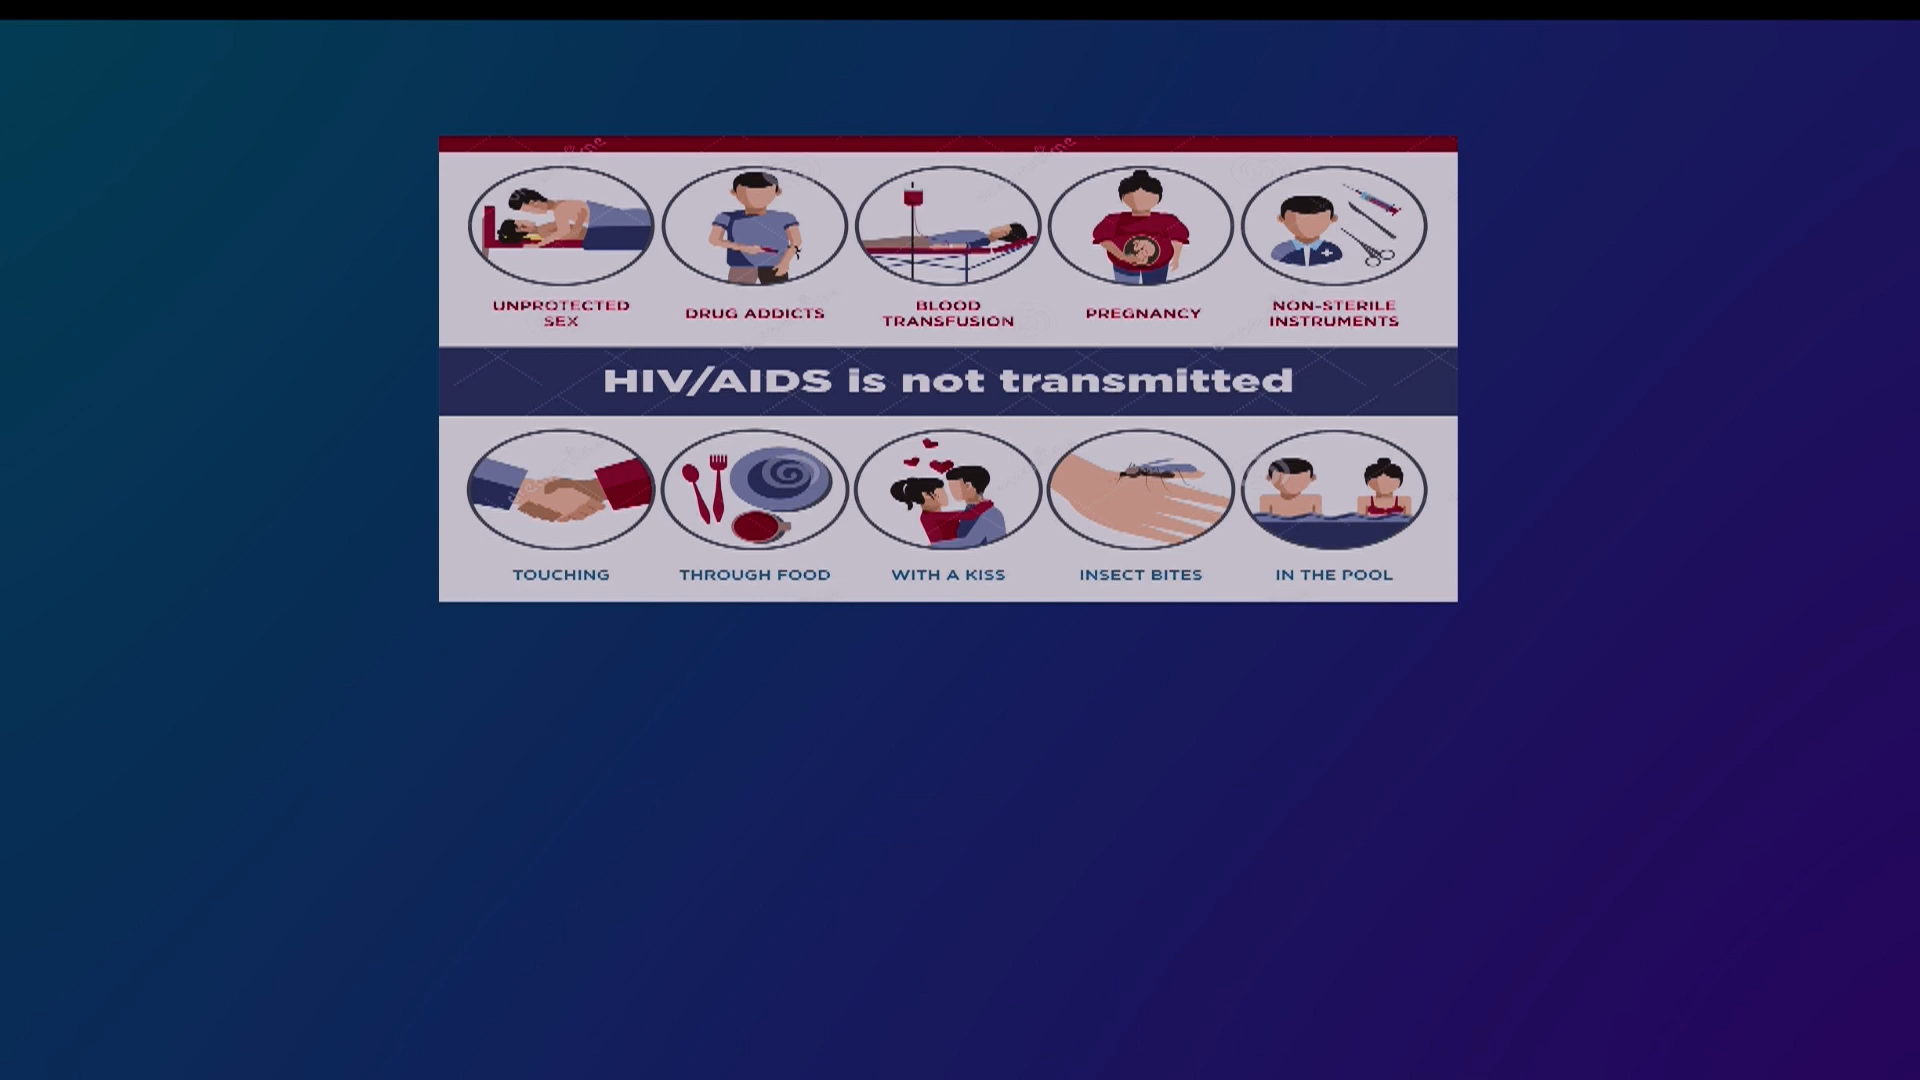 UNPROTECTED
SEX
DRUG ADDICTS
BLOOD
TRANSFUSION
PREGNANCY
NON-STERILE
INSTRUMENTS
HIV/AIDS is not transmitted
TOUCHING
THROUGH FOOD
WITH A KISS
INSECT BITES
IN THE POOL